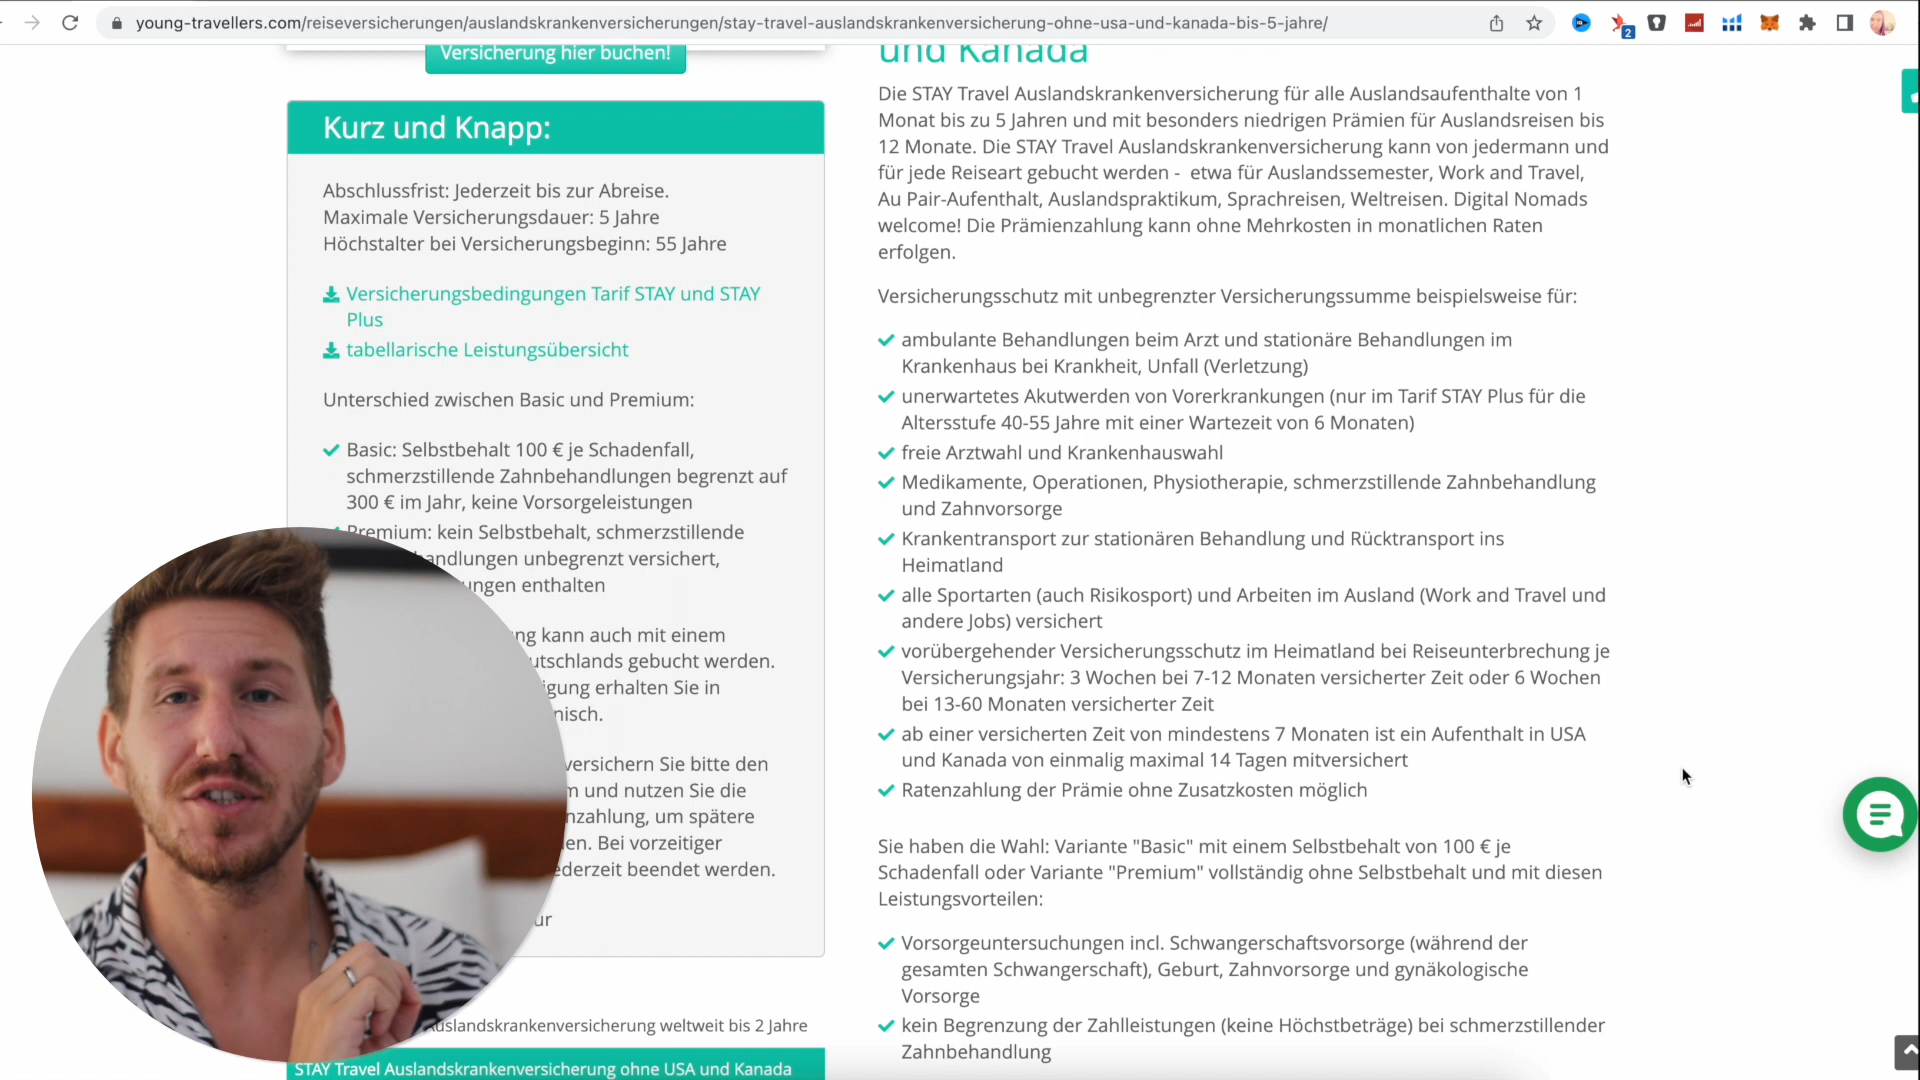 young-travellers.com/reiseversicherungen/auslandskrankenversicherungen/stay-travel-auslandskrankenversicherung-ohne-usa-und-kanada-bis-5-jahre/
2
Versicherung hier buchen!
Kurz und Knapp:
Abschlussfrist: Jederzeit bis zur Abreise.
Maximale Versicherungsdauer: 5 Jahre
Höchstalter bei Versicherungsbeginn: 55 Jahre
Versicherungsbedingungen Tarif STAY und STAY
Plus
tabellarische Leistungsübersicht
Unterschied zwischen Basic und Premium:
Basic: Selbstbehalt 100 € je Schadenfall,
schmerzstillende Zahnbehandlungen begrenzt auf
300 € im Jahr, keine Vorsorgeleistungen
Premium: kein Selbstbehalt, schmerzstillende
unbegrenzt versichert,
enthalten
kann auch mit einem
gebucht werden.
erhalten Sie in
versichern Sie bitte den
und nutzen Sie die
um spätere
Bei vorzeitiger
beendet werden.
Auslandskrankenversicherung weltweit bis 2 Jahre
STAY Travel Auslandskrankenversicherung ohne USA und Kanada
und Kanada
Die STAY Travel Auslandskrankenversicherung für alle Auslandsaufenthalte von 1
Monat bis zu 5 Jahren und mit besonders niedrigen Prämien für Auslandsreisen bis
12 Monate. Die STAY Travel Auslandskrankenversicherung kann von jedermann und
für jede Reiseart gebucht werden - etwa für Auslandssemester, Work and Travel,
Au Pair-Aufenthalt, Auslandspraktikum, Sprachreisen, Weltreisen. Digital Nomads
welcome! Die Prämienzahlung kann ohne Mehrkosten in monatlichen Raten
erfolgen.
Versicherungsschutz mit unbegrenzter Versicherungssumme beispielsweise für:
ambulante Behandlungen beim Arzt und stationäre Behandlungen im
Krankenhaus bei Krankheit, Unfall (Verletzung)
unerwartetes Akutwerden von Vorerkrankungen (nur im Tarif STAY Plus für die
Altersstufe 40-55 Jahre mit einer Wartezeit von 6 Monaten)
freie Arztwahl und Krankenhauswahl
Medikamente, Operationen, Physiotherapie, schmerzstillende Zahnbehandlung
und Zahnvorsorge
Krankentransport zur stationären Behandlung und Rücktransport ins
Heimatland
alle Sportarten (auch Risikosport) und Arbeiten im Ausland (Work and Travel und
andere Jobs) versichert
vorübergehender Versicherungsschutz im Heimatland bei Reiseunterbrechung je
Versicherungsjahr: 3 Wochen bei 7-12 Monaten versicherter Zeit oder 6 Wochen
bei 13-60 Monaten versicherter Zeit
ab einer versicherten Zeit von mindestens 7 Monaten ist ein Aufenthalt in USA
und Kanada von einmalig maximal 14 Tagen mitversichert
Ratenzahlung der Prämie ohne Zusatzkosten möglich
Sie haben die Wahl: Variante "Basic" mit einem Selbstbehalt von 100 € je
Schadenfall oder Variante "Premium" vollständig ohne Selbstbehalt und mit diesen
Leistungsvorteilen:
Vorsorgeuntersuchungen incl. Schwangerschaftsvorsorge (während der
gesamten Schwangerschaft), Geburt, Zahnvorsorge und gynäkologische
Vorsorge
kein Begrenzung der Zahlleistungen (keine Höchstbeträge) bei schmerzstillender
Zahnbehandlung